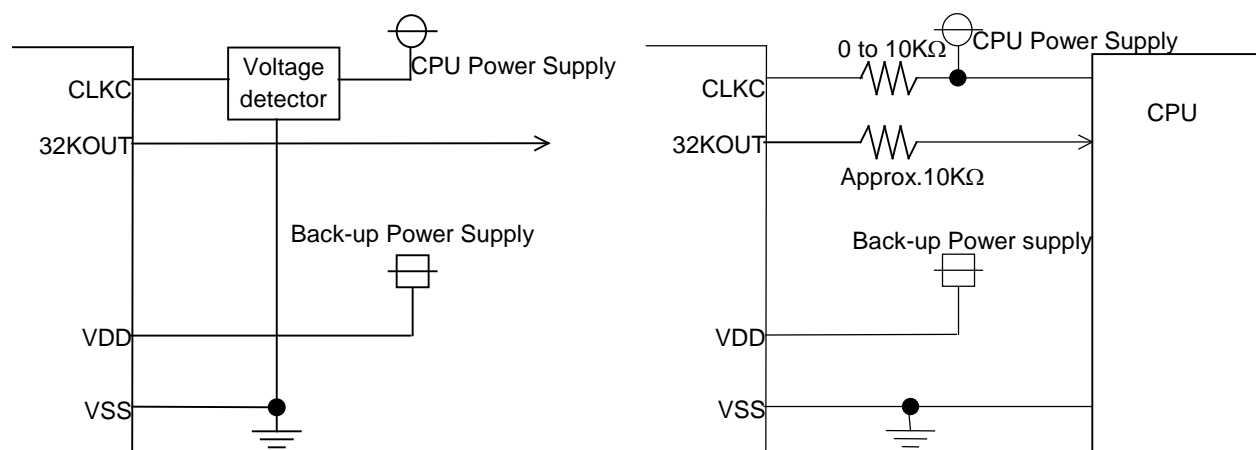 CPU Power Supply
CLKC
Voltage
detector
32KOUT
Back-up Power Supply
VDD
VSS
0 to 10KΩ
CPU Power Supply
CLKC
CPU
32KOUT
Approx.10KΩ
Back-up Power supply
VDD
VSS